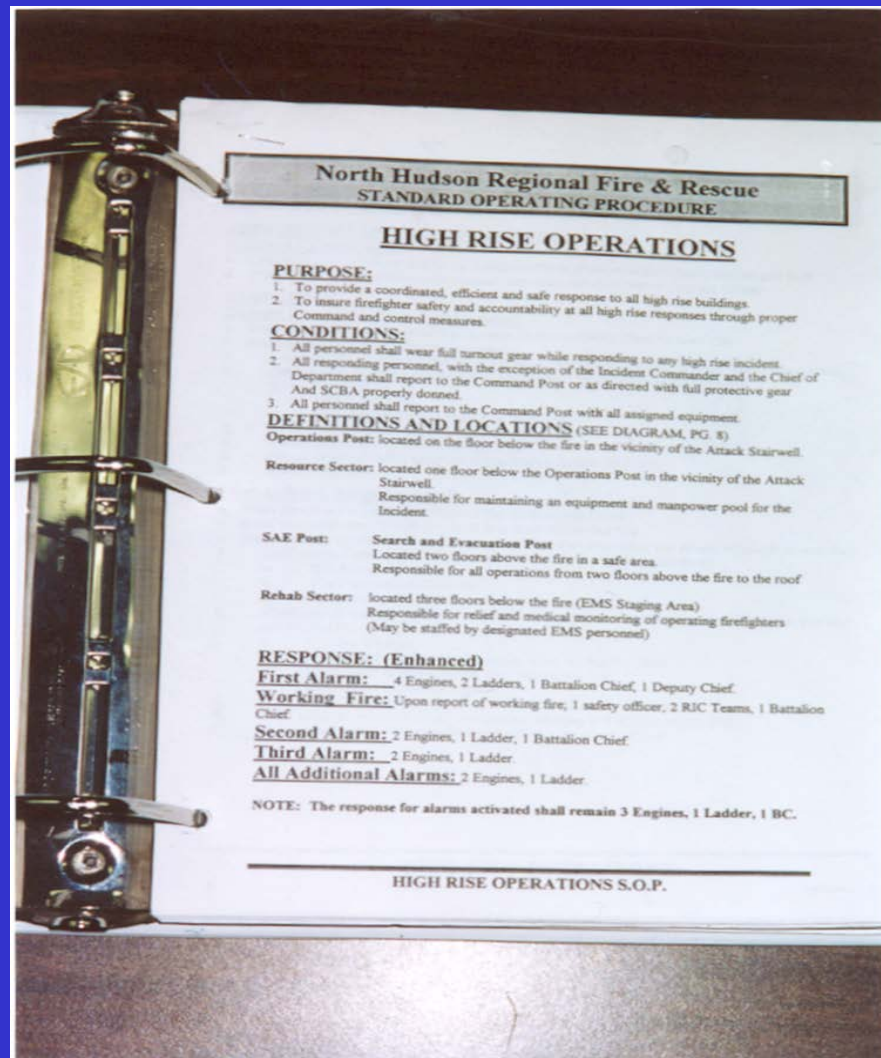 North Hudson Regional Fire & Rescue
STANDARD OPERATING PROCEDURE
HIGH RISE OPERATIONS
PURPOSE:
1. To provide a coordinated, efficient and safe response to all high rise buildings.
2. To insure firefighter safety and accountability at all high rise responses through proper
Command and control measures.
CONDITIONS:
1. All personnel shall wear full turnout gear while responding to any high rise incident.
2. All responding personnel, with the exception of the Incident Commander and the Chief of
Department shall report to the Command Post or as directed with full protective gear
And SCBA properly donned.
3. All personnel shall report to the Command Post with all assigned equipment.
DEFINITIONS AND LOCATIONS (SEE DIAGRAM, PG. 8)
Operations Post: located on the floor below the fire in the vicinity of the Attack Stairwell.
Resource Sector: located one floor below the Operations Post in the vicinity of the Attack
Stairwell.
Responsible for maintaining an equipment and manpower pool for the
Incident.
SAE Post: Search and Evacuation Post
Located two floors above the fire in a safe area.
Responsible for all operations from two floors above the fire to the roof
Rehab Sector: located three floors below the fire (EMS Staging Area)
Responsible for relief and medical monitoring of operating firefighters
(May be staffed by designated EMS personnel)
RESPONSE: (Enhanced)
First Alarm: 4 Engines, 2 Ladders, 1 Battalion Chief, 1 Deputy Chief.
Working Fire: Upon report of working fire; 1 safety officer, 2 RIC Teams, 1 Battalion
Chief.
Second Alarm: 2 Engines, 1 Ladder, 1 Battalion Chief.
Third Alarm: 2 Engines, 1 Ladder.
All Additional Alarms: 2 Engines, 1 Ladder.
NOTE: The response for alarms activated shall remain 3 Engines, 1 Ladder, 1 BC.
HIGH RISE OPERATIONS S.O.P.